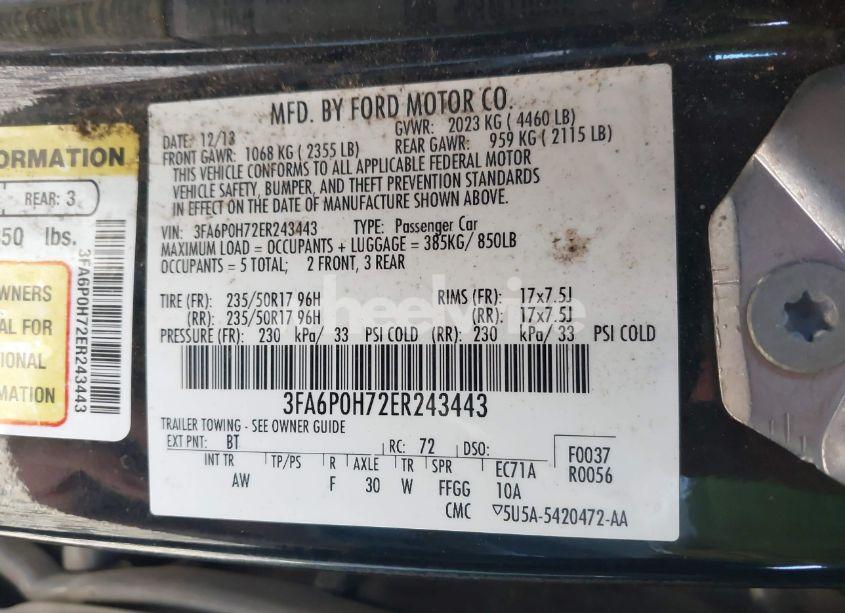 MFD. BY FORD MOTOR CO.
DATE: 12/13 GVWR: 2023 KG ( 4460 LB)
FRONT GAWR: 1068 KG ( 2355 LB) REAR GAWR: 959 KG ( 2115 LB)
THIS VEHICLE CONFORMS TO ALL APPLICABLE FEDERAL MOTOR
VEHICLE SAFETY, BUMPER, AND THEFT PREVENTION STANDARDS
IN EFFECT ON THE DATE OF MANUFACTURE SHOWN ABOVE.
VIN: 3FA6P0H72ER243443 TYPE: Passenger Car
MAXIMUM LOAD = OCCUPANTS + LUGGAGE = 385KG/ 850LB
OCCUPANTS = 5 TOTAL; 2 FRONT, 3 REAR
TIRE (FR): 235/50R17 96H RIMS (FR): 17x7.5J
(RR): 235/50R17 96H (RR): 17x7.5J
PRESSURE (FR): 230 kPa/ 33 PSI COLD (RR): 230 kPa/ 33 PSI COLD
3FA6P0H72ER243443
TRAILER TOWING - SEE OWNER GUIDE
EXT PNT: BT RC: 72 DSO: F0037
R0056
INT TR TP/PS R AXLE TR SPR EC71A
AW F 30 W FFGG 10A
CMC ▽5U5A-5420472-AA
ORMATION
REAR: 3
50 lbs.
WNERS
AL FOR
IONAL
RMATION
3FA6P0H72ER243443